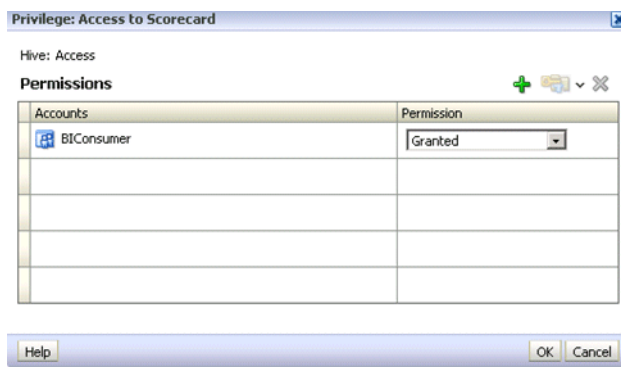 Privilege: Access to Scorecard
Hive: Access
Permissions
Accounts Permission
BIConsumer Granted
Help OK Cancel